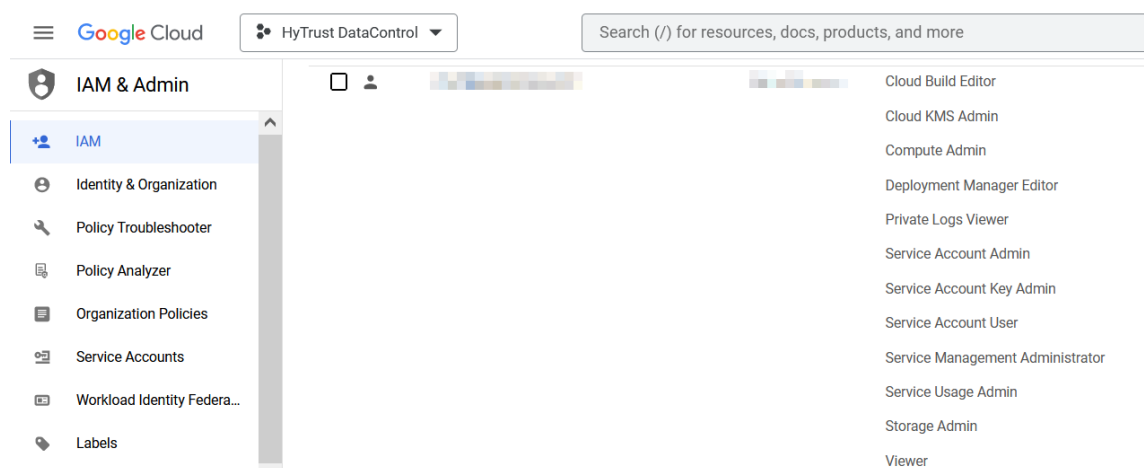 Google Cloud
HyTrust DataControl
Search (/) for resources, docs, products, and more
IAM & Admin
IAM
Identity & Organization
Policy Troubleshooter
Policy Analyzer
Organization Policies
Service Accounts
Workload Identity Federa...
Labels
Cloud Build Editor
Cloud KMS Admin
Compute Admin
Deployment Manager Editor
Private Logs Viewer
Service Account Admin
Service Account Key Admin
Service Account User
Service Management Administrator
Service Usage Admin
Storage Admin
Viewer